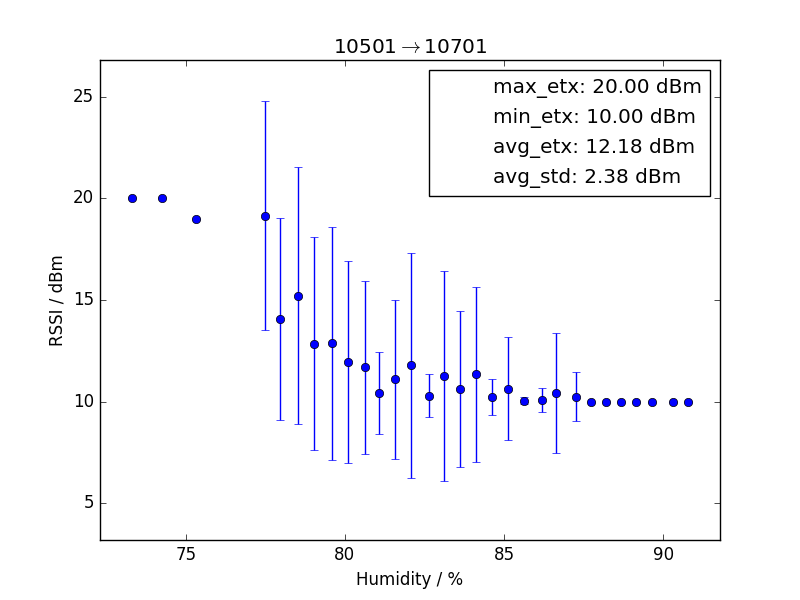 10501→10701
max_etx: 20.00 dBm
min_etx: 10.00 dBm
avg_etx: 12.18 dBm
avg_std: 2.38 dBm
RSSI / dBm
25
20
15
10
5
75 80 85 90
Humidity / %